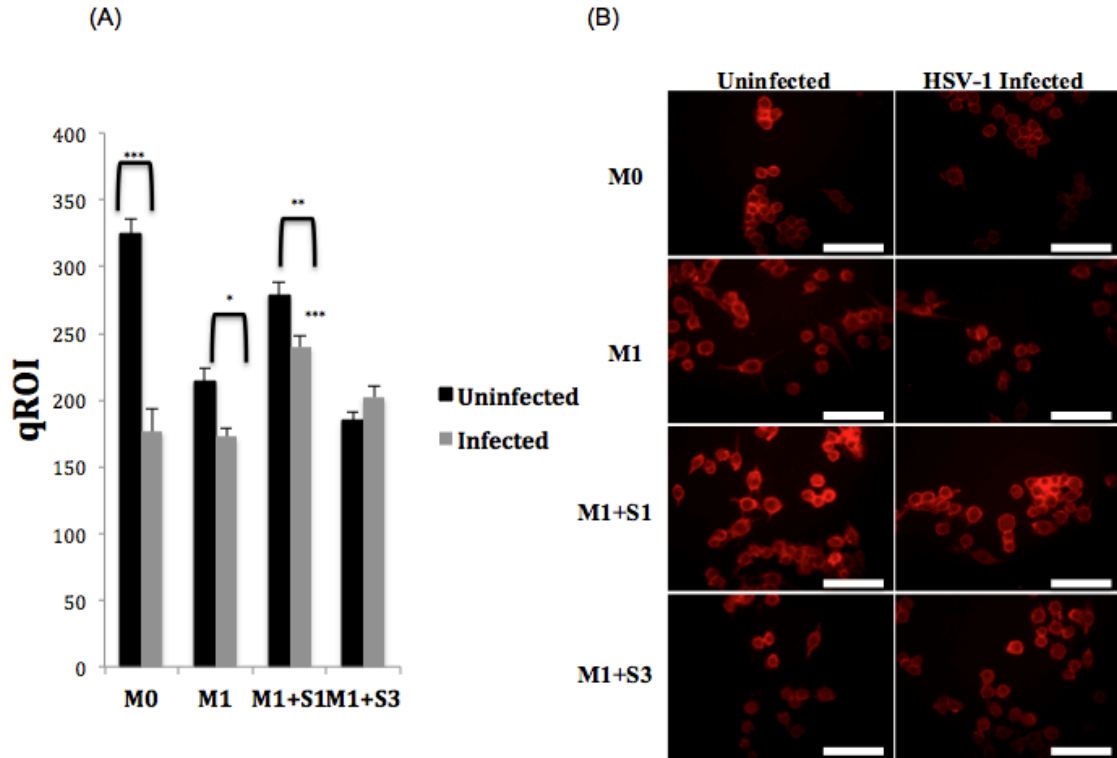 (A)
(B)
Uninfected
HSV-1 Infected
M0
M1
M1+S1
M1+S3
qROI
400
350
300
250
200
150
100
50
0
***
*
**
***
M0
M1
M1+S1
M1+S3
Uninfected
Infected